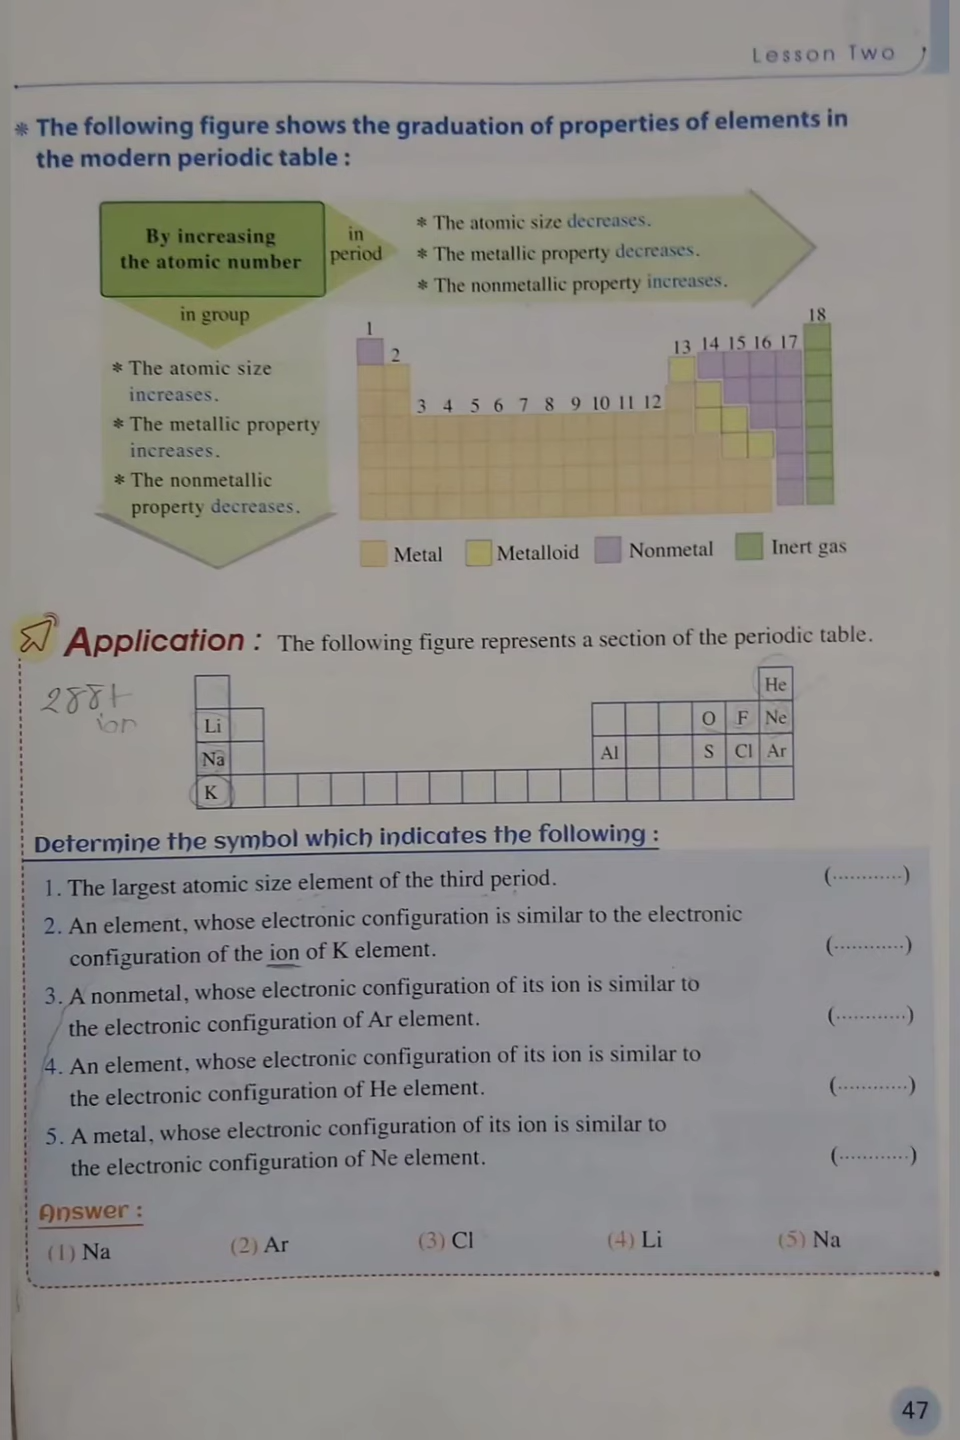 Lesson Two
* The following figure shows the graduation of properties of elements in
the modern periodic table :
By increasing
the atomic number
in
period
* The atomic size decreases.
* The metallic property decreases.
* The nonmetallic property increases.
in group
* The atomic size
increases.
* The metallic property
increases.
* The nonmetallic
property decreases.
1
2
3 4 5 6 7 8 9 10 11 12
13 14 15 16 17
18
Metal
Metalloid
Nonmetal
Inert gas
Application : The following figure represents a section of the periodic table.
ion
He
Li
O F Ne
Na
Al
S Cl Ar
K
Determine the symbol which indicates the following :
1. The largest atomic size element of the third period. (............)
2. An element, whose electronic configuration is similar to the electronic
configuration of the ion of K element. (............)
3. A nonmetal, whose electronic configuration of its ion is similar to
the electronic configuration of Ar element. (............)
4. An element, whose electronic configuration of its ion is similar to
the electronic configuration of He element. (............)
5. A metal, whose electronic configuration of its ion is similar to
the electronic configuration of Ne element. (............)
Answer :
(1) Na (2) Ar (3) Cl (4) Li (5) Na
47